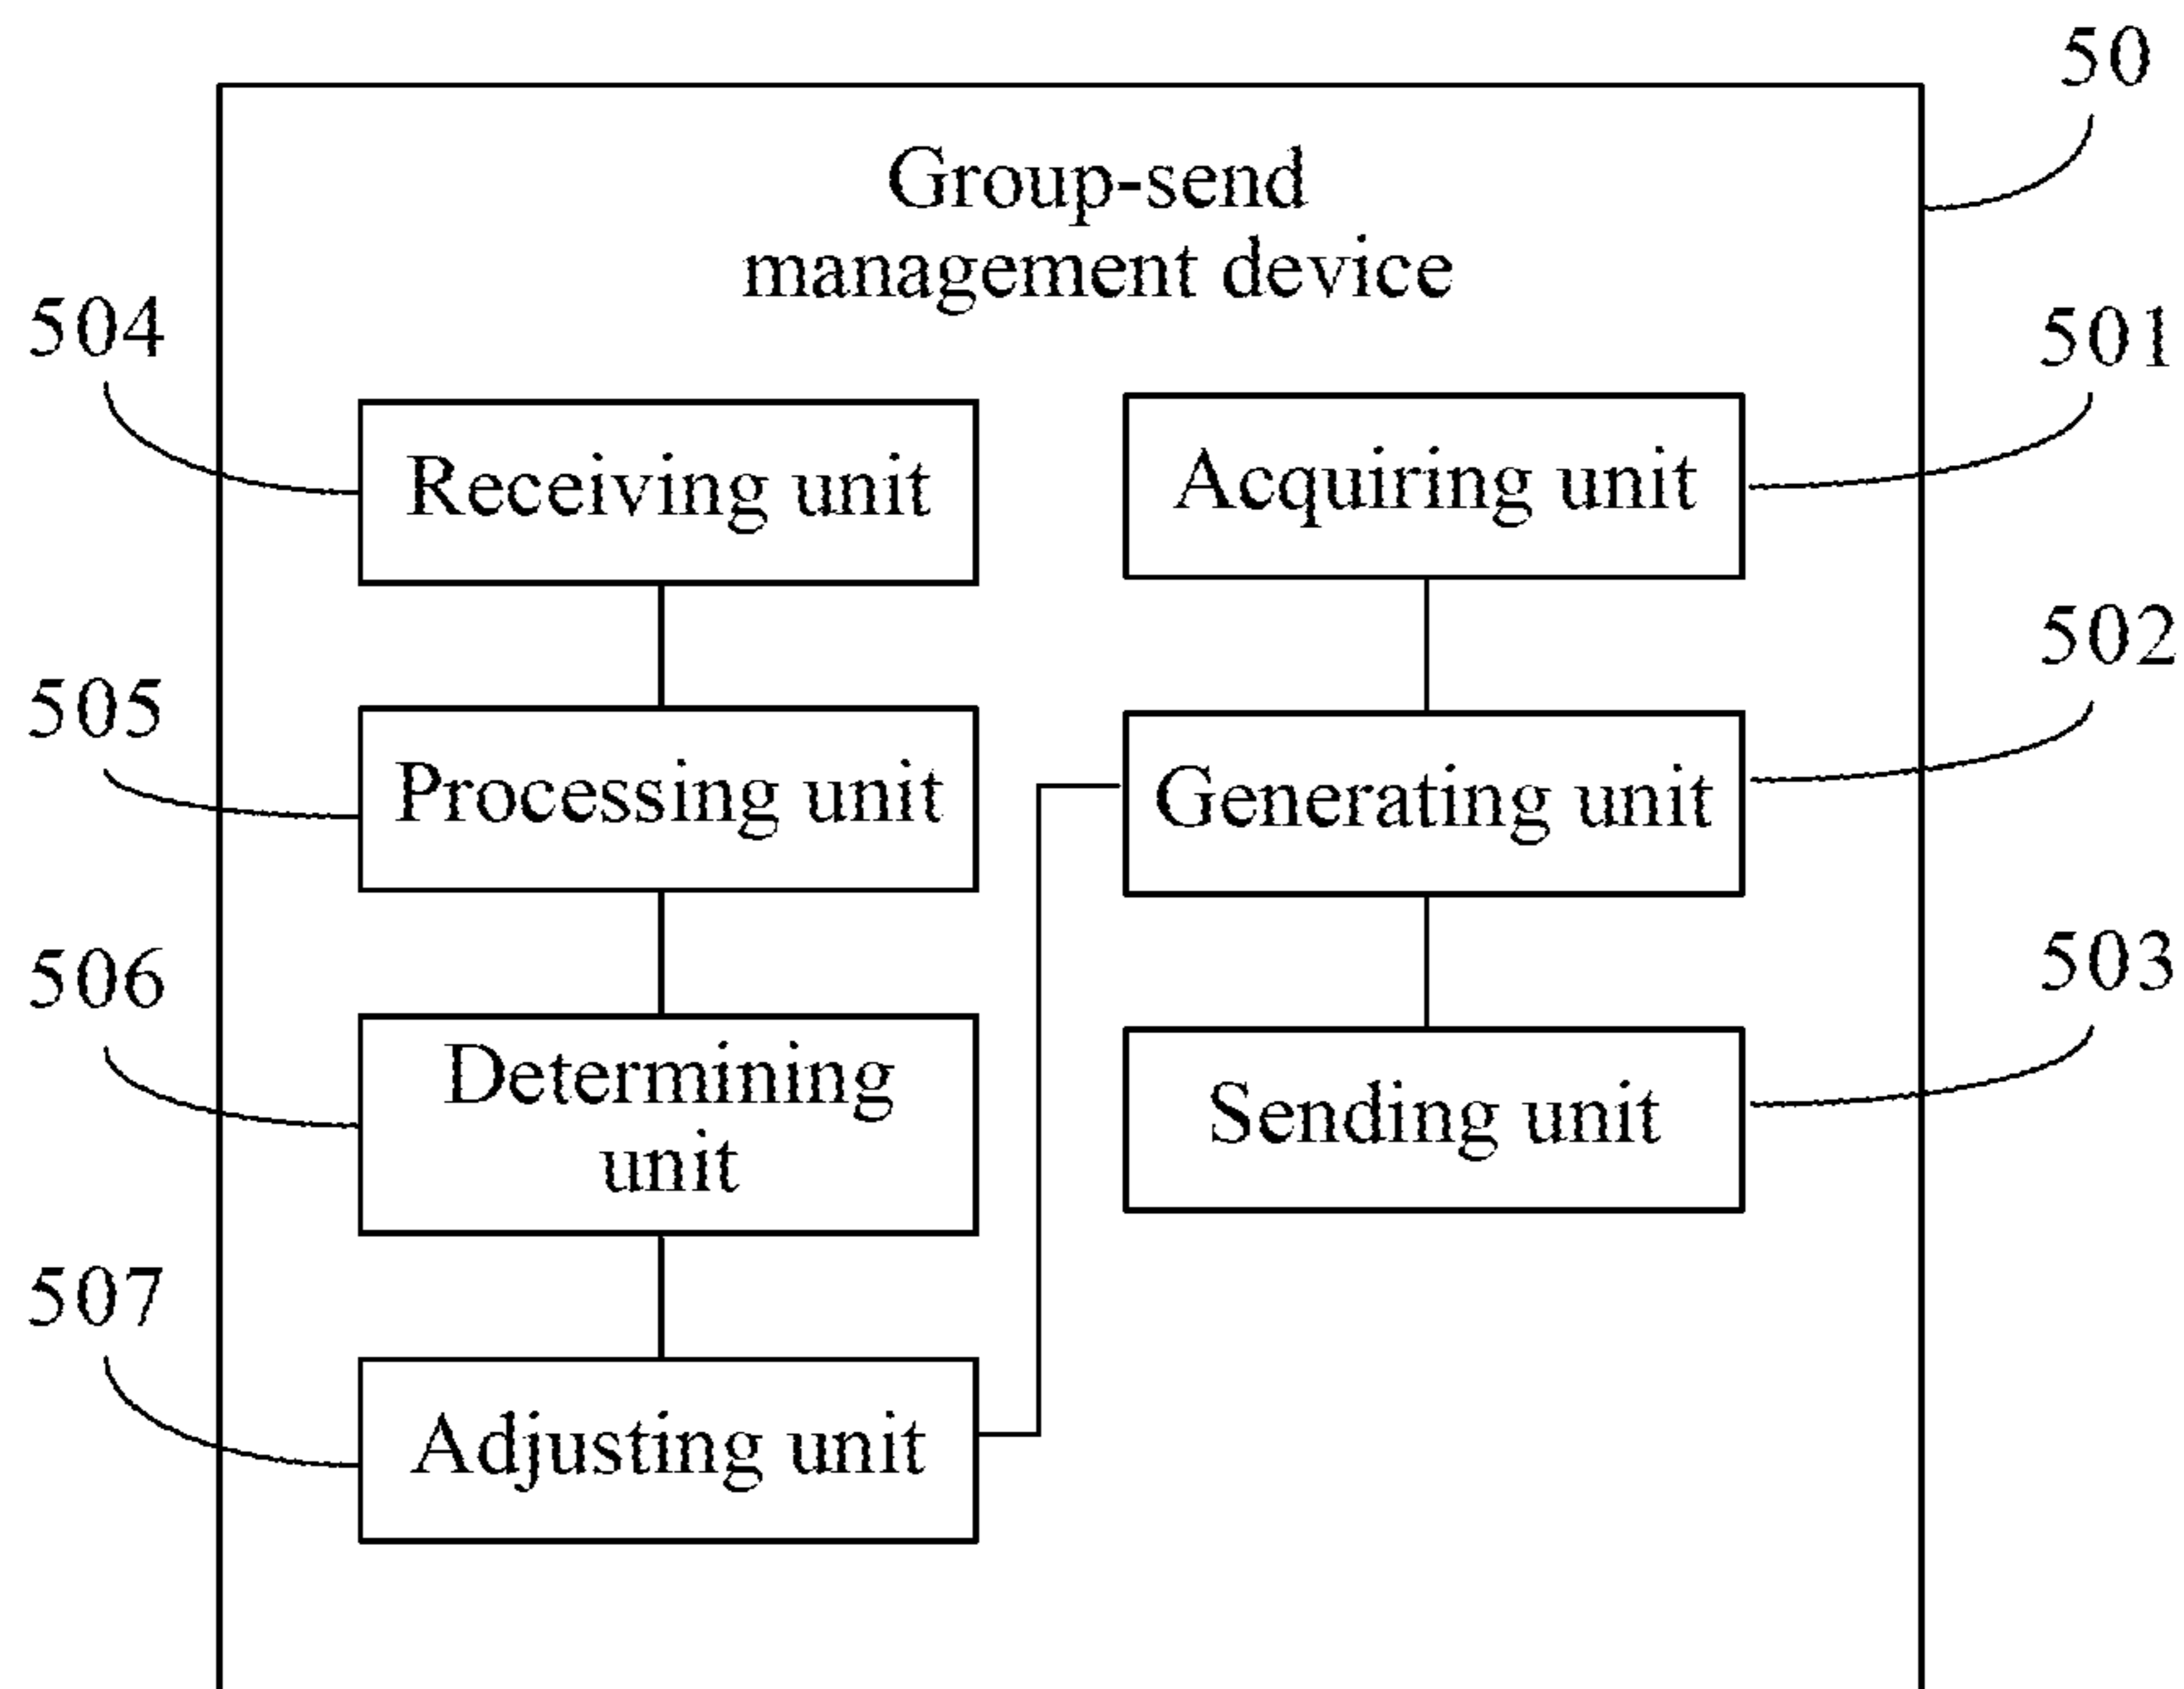 50
Group-send
management device
504
501
Receiving unit
Acquiring unit
502
505
Processing unit
Generating unit
506
503
Determining
unit
Sending unit
507
Adjusting unit